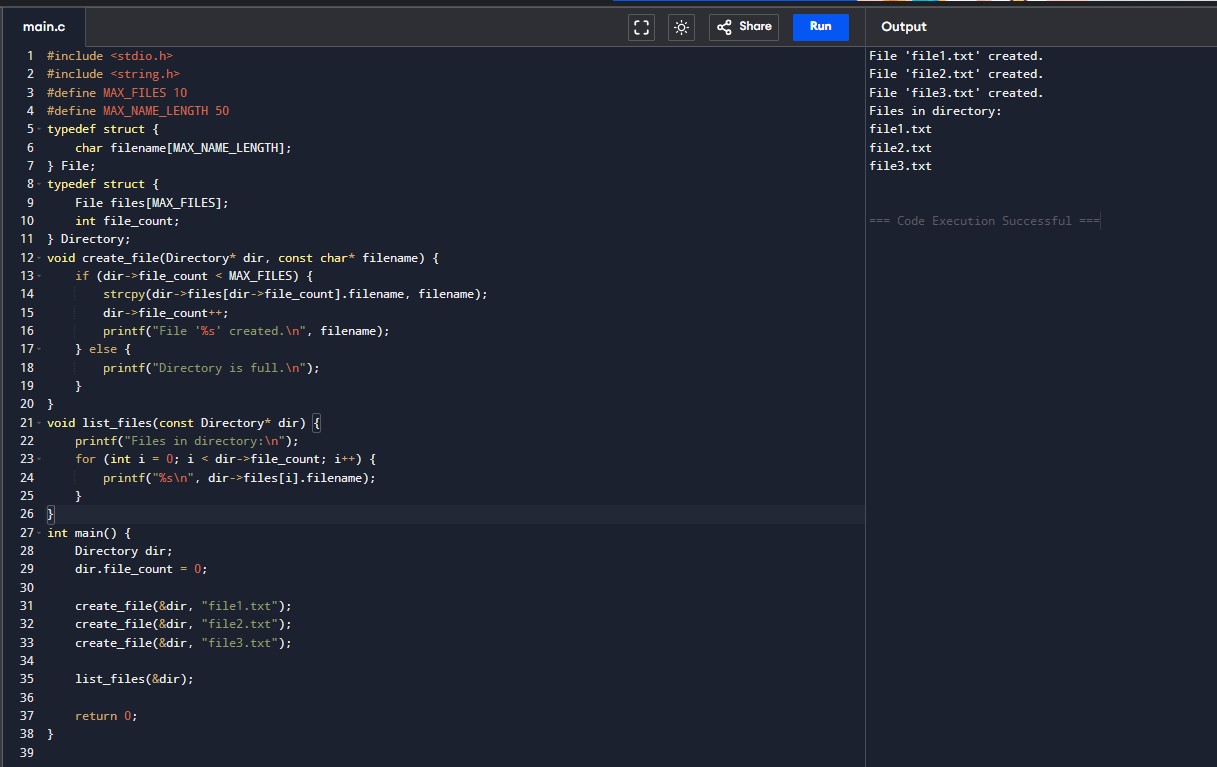 main.c
Share
Run
Output
1 #include <stdio.h>
2 #include <string.h>
3 #define MAX_FILES 10
4 #define MAX_NAME_LENGTH 50
5 typedef struct {
6     char filename[MAX_NAME_LENGTH];
7 } File;
8 typedef struct {
9     File files[MAX_FILES];
10     int file_count;
11 } Directory;
12 void create_file(Directory* dir, const char* filename) {
13     if (dir->file_count < MAX_FILES) {
14         strcpy(dir->files[dir->file_count].filename, filename);
15         dir->file_count++;
16         printf("File '%s' created.\n", filename);
17     } else {
18         printf("Directory is full.\n");
19     }
20 }
21 void list_files(const Directory* dir) {
22     printf("Files in directory:\n");
23     for (int i = 0; i < dir->file_count; i++) {
24         printf("%s\n", dir->files[i].filename);
25     }
26 }
27 int main() {
28     Directory dir;
29     dir.file_count = 0;
30
31     create_file(&dir, "file1.txt");
32     create_file(&dir, "file2.txt");
33     create_file(&dir, "file3.txt");
34
35     list_files(&dir);
36
37     return 0;
38 }
39
File 'file1.txt' created.
File 'file2.txt' created.
File 'file3.txt' created.
Files in directory:
file1.txt
file2.txt
file3.txt
=== Code Execution Successful ===